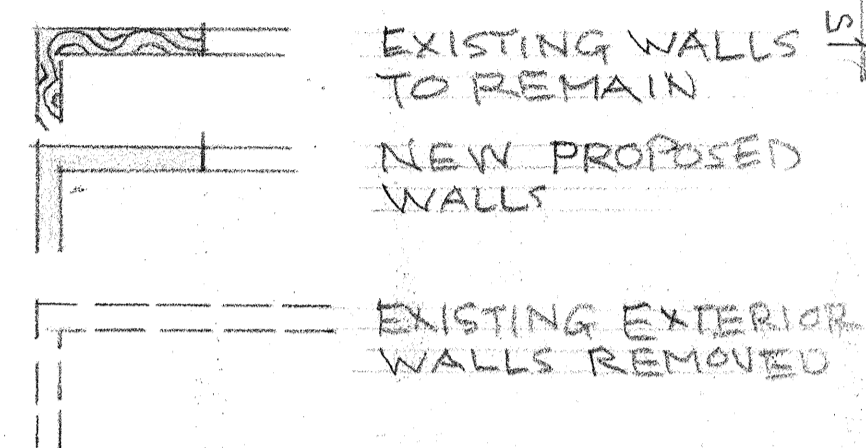 EXISTING WALLS
TO REMAIN
NEW PROPOSED
WALLS
EXISTING EXTERIOR
WALLS REMOVED